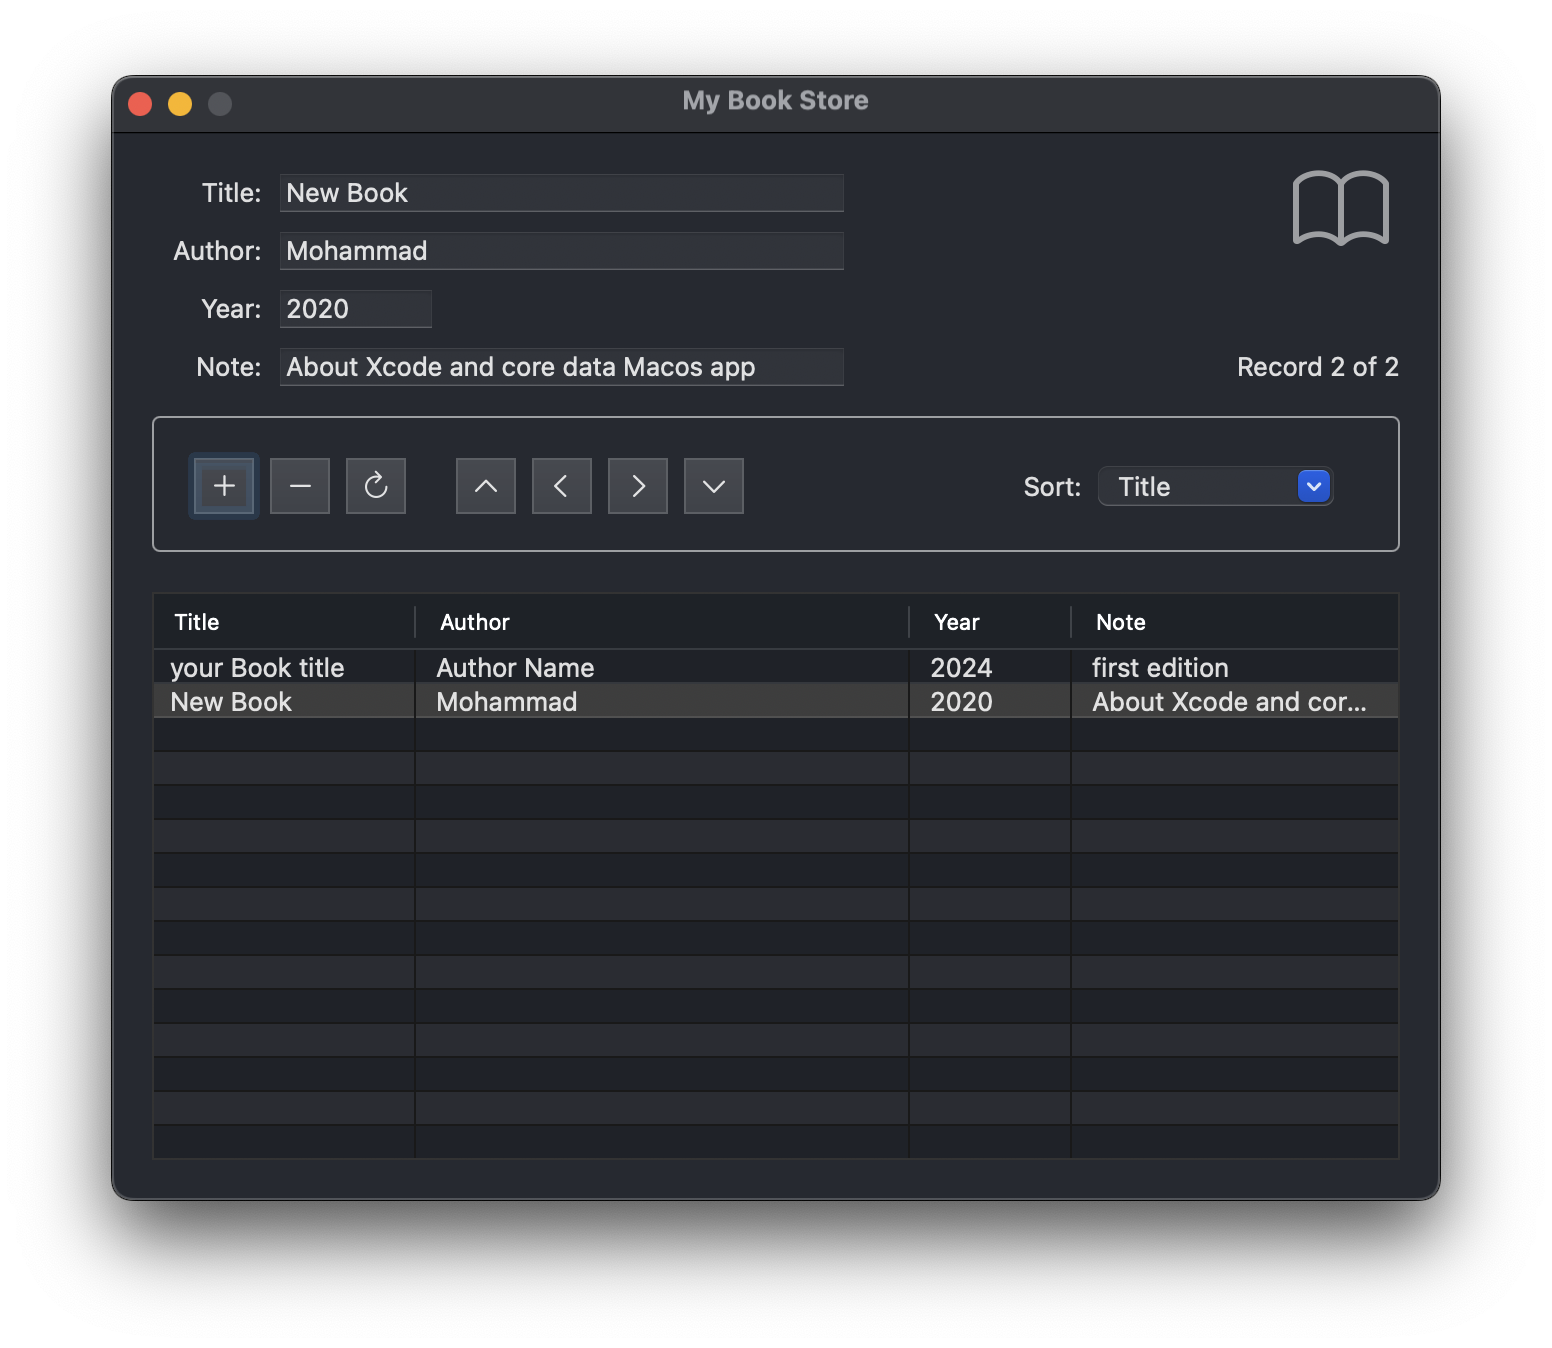 My Book Store
Title: New Book
Author: Mohammad
Year: 2020
Note: About Xcode and core data Macos app
Record 2 of 2
Sort: Title
Title Author Year Note
your Book title Author Name 2024 first edition
New Book Mohammad 2020 About Xcode and cor...